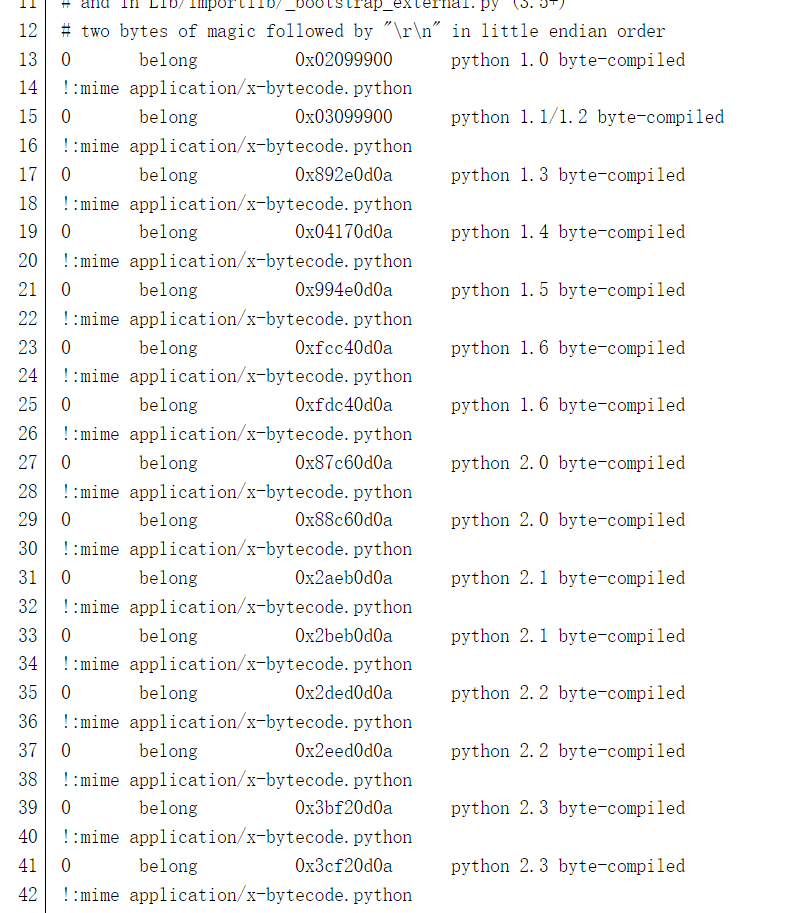 11 # and in Lib/importlib/_bootstrap_external.py (3.5+)
12 # two bytes of magic followed by "\r\n" in little endian order
13 0 belong 0x02099900 python 1.0 byte-compiled
14 !:mime application/x-bytecode.python
15 0 belong 0x03099900 python 1.1/1.2 byte-compiled
16 !:mime application/x-bytecode.python
17 0 belong 0x892e0d0a python 1.3 byte-compiled
18 !:mime application/x-bytecode.python
19 0 belong 0x04170d0a python 1.4 byte-compiled
20 !:mime application/x-bytecode.python
21 0 belong 0x994e0d0a python 1.5 byte-compiled
22 !:mime application/x-bytecode.python
23 0 belong 0xfcc40d0a python 1.6 byte-compiled
24 !:mime application/x-bytecode.python
25 0 belong 0xfdc40d0a python 1.6 byte-compiled
26 !:mime application/x-bytecode.python
27 0 belong 0x87c60d0a python 2.0 byte-compiled
28 !:mime application/x-bytecode.python
29 0 belong 0x88c60d0a python 2.0 byte-compiled
30 !:mime application/x-bytecode.python
31 0 belong 0x2aeb0d0a python 2.1 byte-compiled
32 !:mime application/x-bytecode.python
33 0 belong 0x2beb0d0a python 2.1 byte-compiled
34 !:mime application/x-bytecode.python
35 0 belong 0x2ded0d0a python 2.2 byte-compiled
36 !:mime application/x-bytecode.python
37 0 belong 0x2eed0d0a python 2.2 byte-compiled
38 !:mime application/x-bytecode.python
39 0 belong 0x3bf20d0a python 2.3 byte-compiled
40 !:mime application/x-bytecode.python
41 0 belong 0x3cf20d0a python 2.3 byte-compiled
42 !:mime application/x-bytecode.python